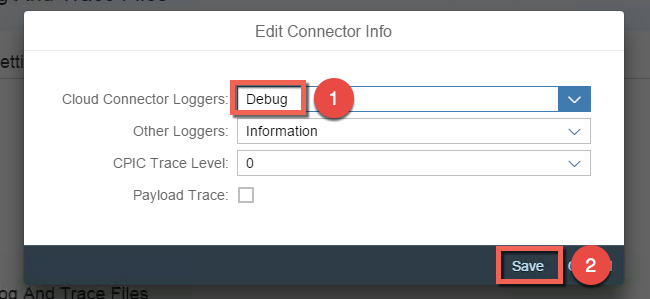 g And Trace Files
Edit Connector Info
etti
Cloud Connector Loggers: Debug 1
Other Loggers: Information
CPIC Trace Level: 0
Payload Trace:
Save 2
og And Trace Files